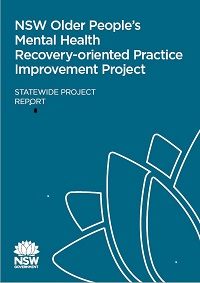 NSW Older People's
Mental Health
Recovery-oriented Practice
Improvement Project
STATEWIDE PROJECT
REPORT
NSW
GOVERNMENT